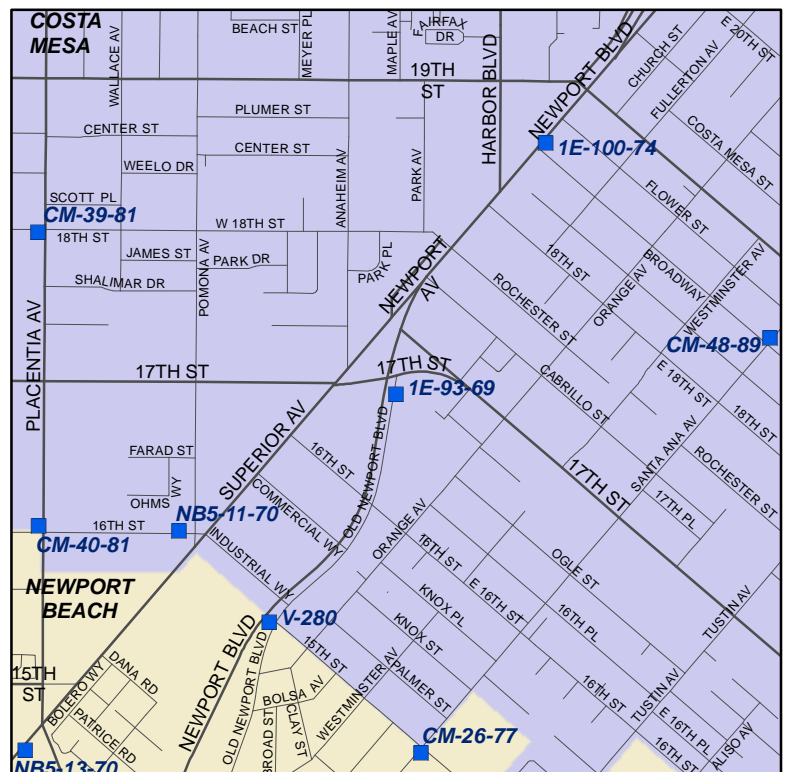 COSTA
MESA
BEACH ST
WALLACE AV
MEYER PL
MAPLE AV
FAIRFAX
DR
HARBOR BLVD
NEWPORT BLVD
CHURCH ST
FULLERTON AV
E 20TH ST
19TH
ST
PLUMER ST
CENTER ST
CENTER ST
WEELO DR
ANAHEIM AV
PARK AV
1E-100-74
COSTA MESA ST
SCOTT PL
CM-39-81
18TH ST
W 18TH ST
FLOWER ST
JAMES ST
POMONA AV
PARK DR
PARK PL
SHALIMAR DR
NEWPORT
AV
18TH ST
BROADWAY
ORANGE AV
WESTMINSTER AV
ROCHESTER ST
CM-48-89
PLACENTIA AV
17TH ST
17TH ST
1E-93-69
CABRILLO ST
E 18TH ST
18TH ST
SUPERIOR AV
OLD NEWPORT BLVD
16TH ST
FARAD ST
OHMS
WY
COMMERCIAL WY
SANTA ANA AV
ROCHESTER ST
17TH ST
17TH PL
16TH ST
NB5-11-70
CM-40-81
INDUSTRIAL WY
ORANGE AV
16TH ST
E 16TH ST
OGLE ST
16TH PL
NEWPORT
BEACH
KNOX PL
KNOX ST
V-280
TUSTIN AV
15TH ST
15TH
ST
DANA RD
BOLERO WY
PATRICE RD
NEWPORT BLVD
OLD NEWPORT BLVD
BOLSA AV
BROAD ST
CLAY ST
WESTMINSTER AV
PALMER ST
16TH ST
TUSTIN AV
E 16TH PL
16TH ST
ALISO AV
CM-26-77
NB5-13-70